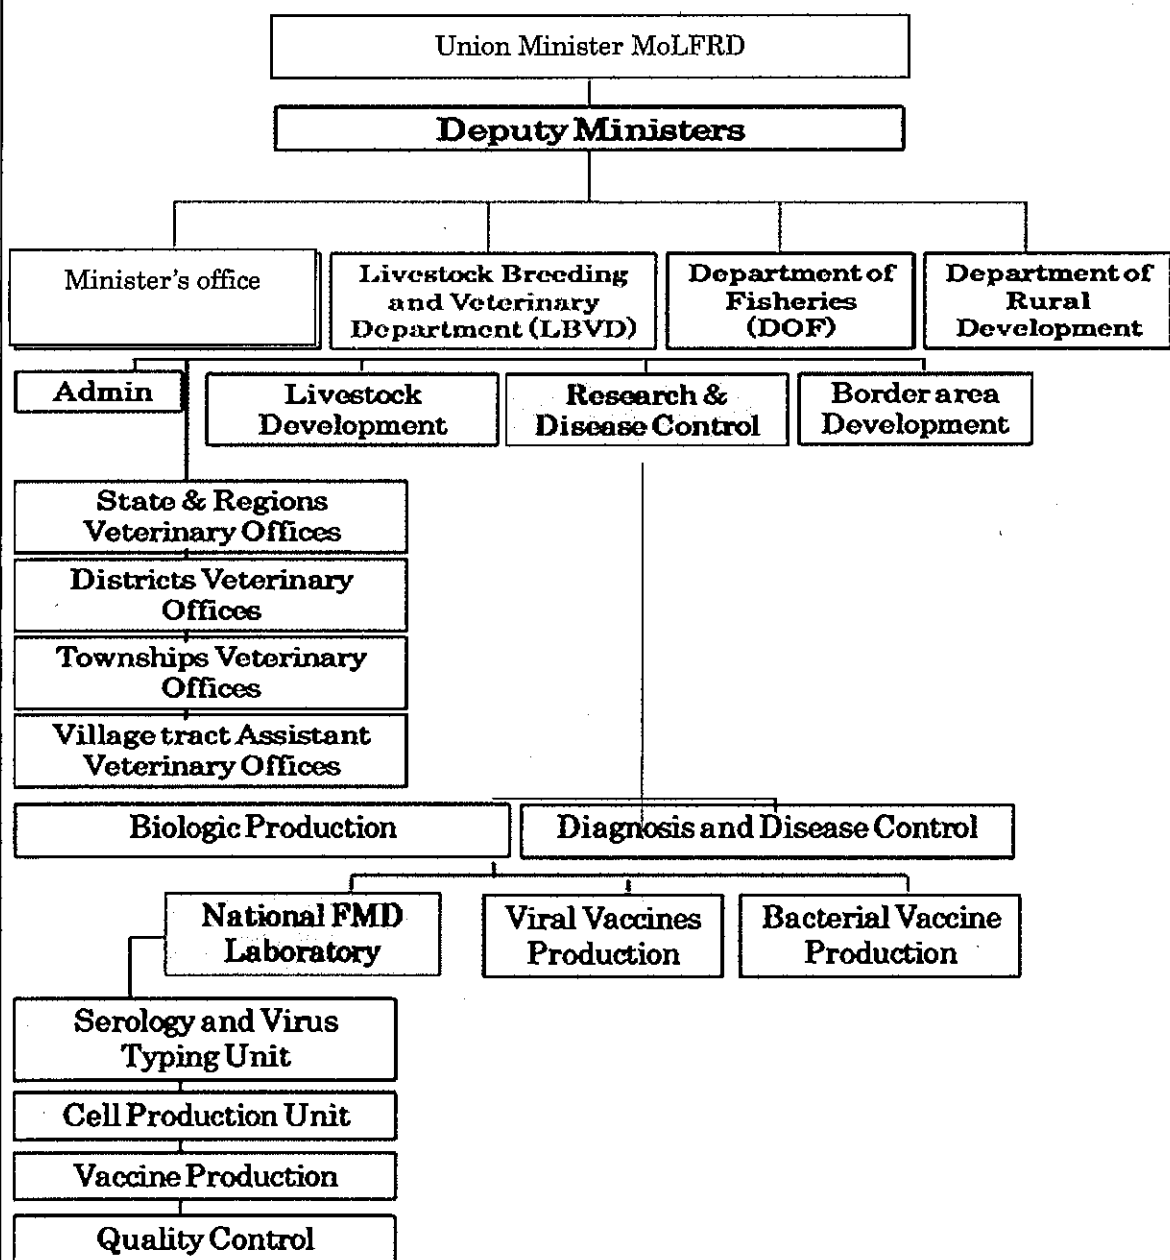 Union Minister MoLFRD
Deputy Ministers
Minister's office
Livestock Breeding
and Veterinary
Department (LBVD)
Department of
Fisheries
(DOF)
Department of
Rural
Development
Admin
Livestock
Development
Research &
Disease Control
Border area
Development
State & Regions
Veterinary Offices
Districts Veterinary
Offices
Townships Veterinary
Offices
Village tract Assistant
Veterinary Offices
Biologic Production
Diagnosis and Disease Control
National FMD
Laboratory
Viral Vaccines
Production
Bacterial Vaccine
Production
Serology and Virus
Typing Unit
Cell Production Unit
Vaccine Production
Quality Control